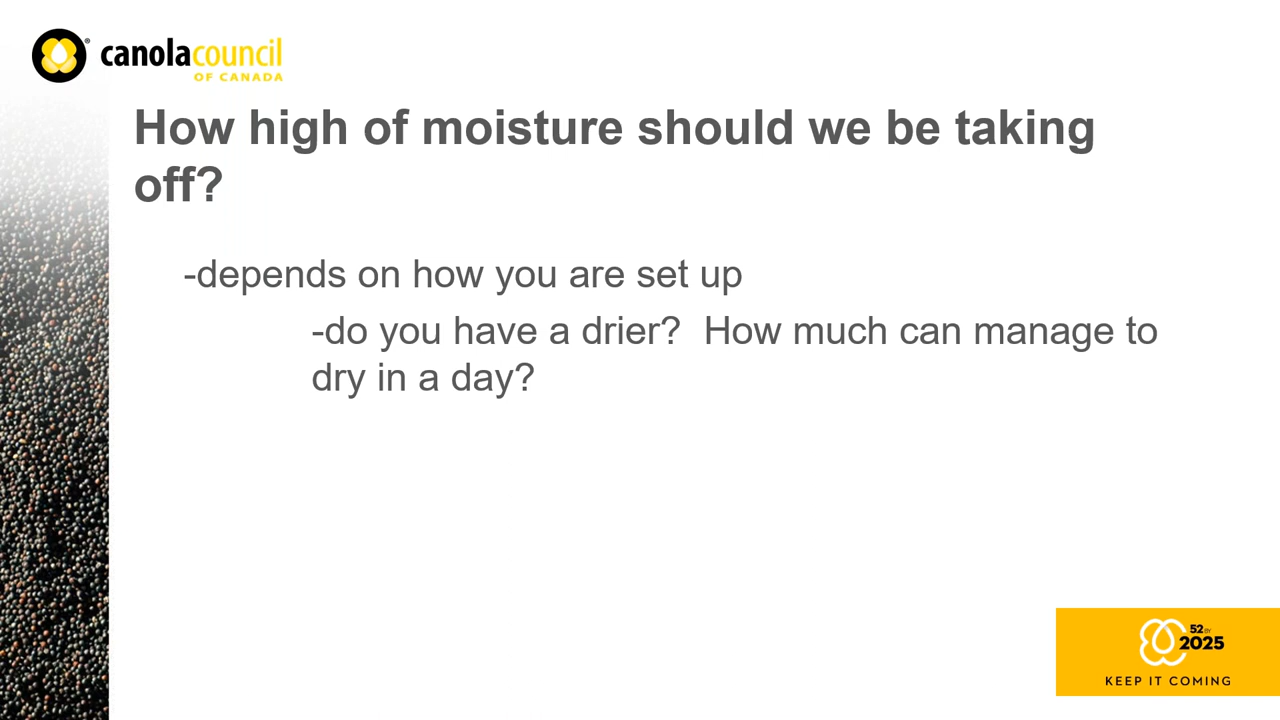 canolacouncil
OF CANADA
How high of moisture should we be taking
off?
-depends on how you are set up
-do you have a drier?  How much can manage to
dry in a day?
52 BY
2025
KEEP IT COMING